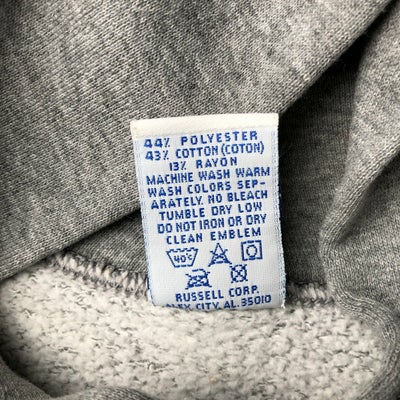 44% POLYESTER
43% COTTON (COTON)
13% RAYON
MACHINE WASH WARM
WASH COLORS SEP-
ARATELY. NO BLEACH
TUMBLE DRY LOW
DO NOT IRON OR DRY
CLEAN EMBLEM
40°C
RUSSELL CORP.
ALEX CITY, AL. 35010